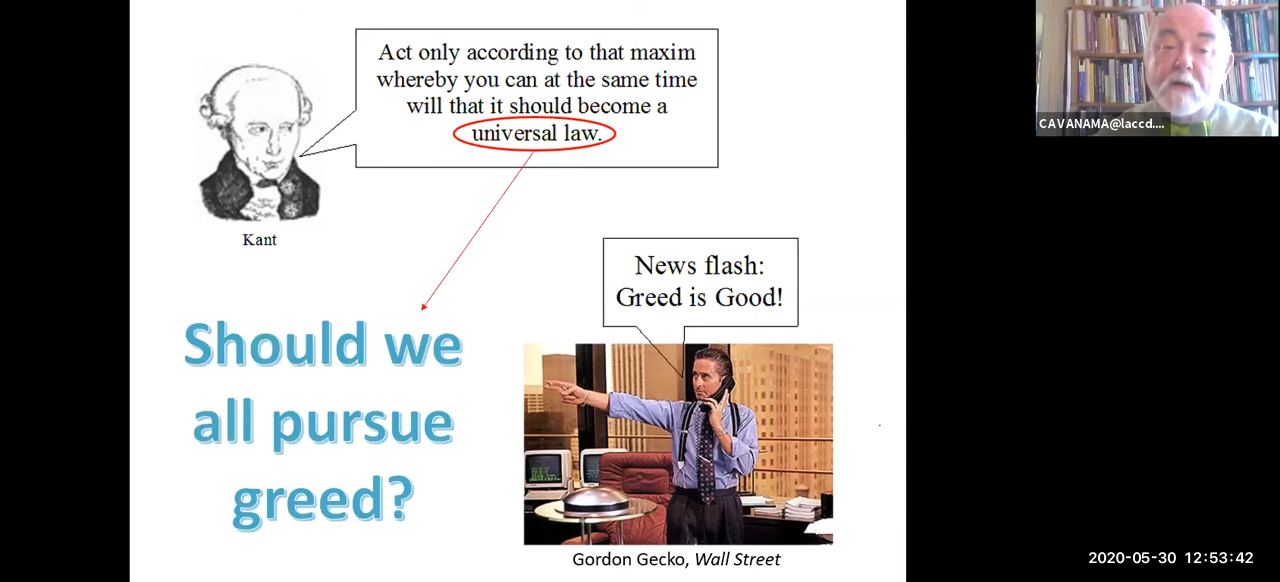 Act only according to that maxim
whereby you can at the same time
will that it should become a
universal law.
CAVANAMA@laccd....
Kant
News flash:
Greed is Good!
Should we
all pursue
greed?
Gordon Gecko, Wall Street
2020-05-30 12:53:42